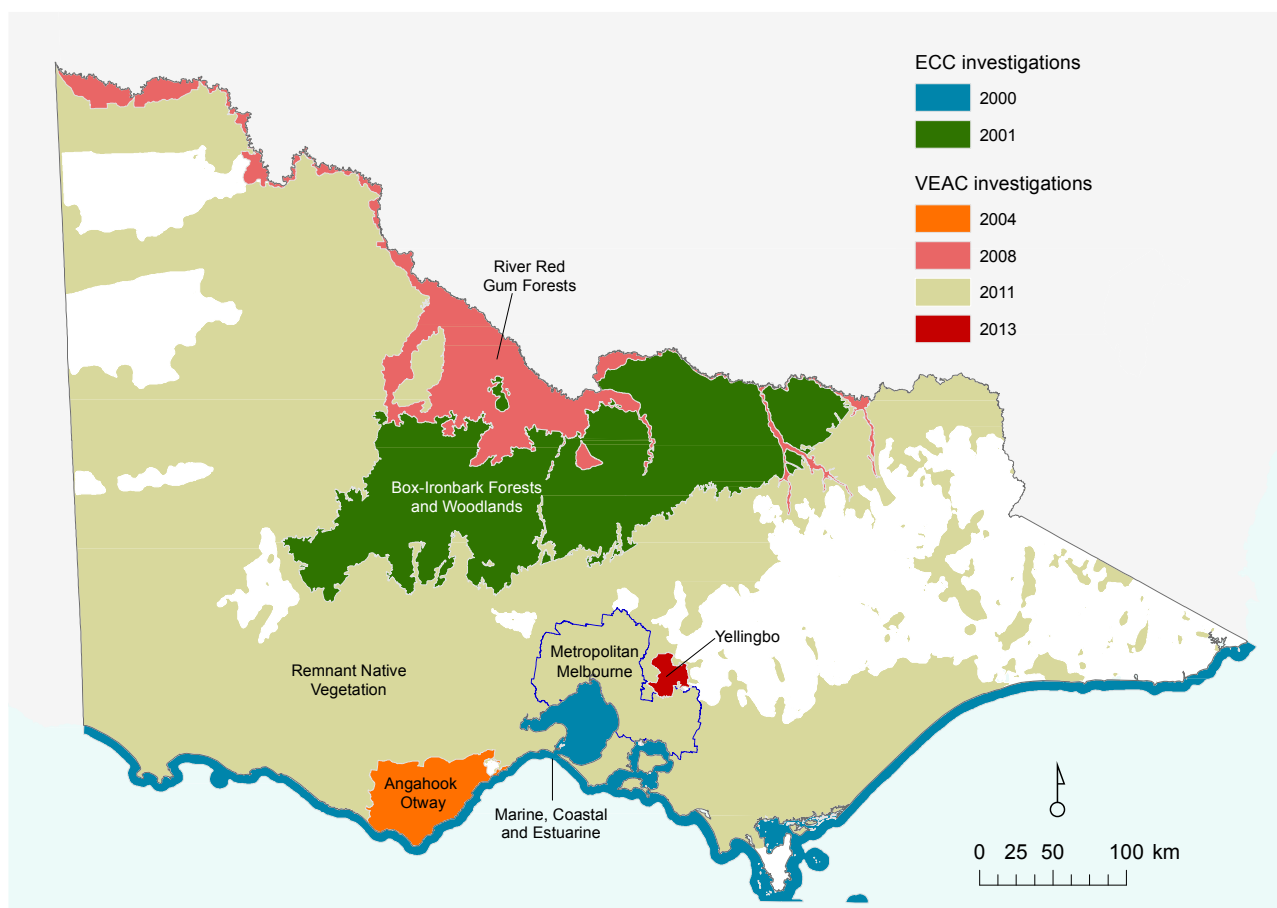 ECC investigations
2000
2001
VEAC investigations
2004
2008
2011
2013
River Red
Gum Forests
Box-Ironbark Forests
and Woodlands
Yellingbo
Metropolitan
Melbourne
Remnant Native
Vegetation
Angahook
Otway
Marine, Coastal
and Estuarine
0 25 50 100 km